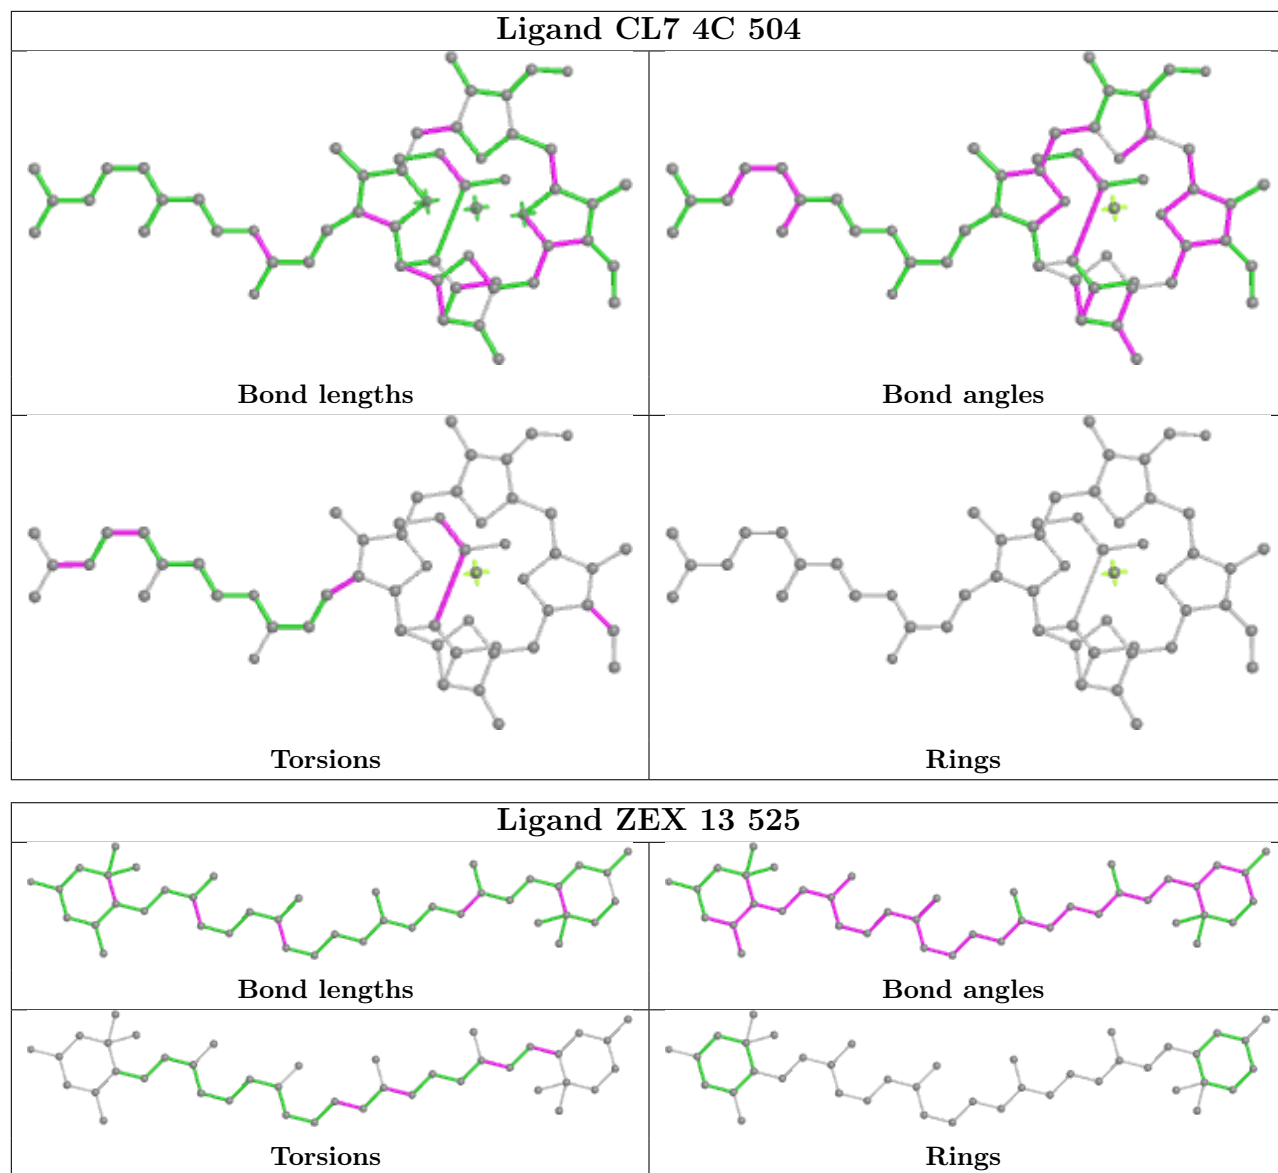 Ligand CL7 4C 504
Bond lengths
Bond angles
Torsions
Rings
Ligand ZEX 13 525
Bond lengths
Bond angles
Torsions
Rings